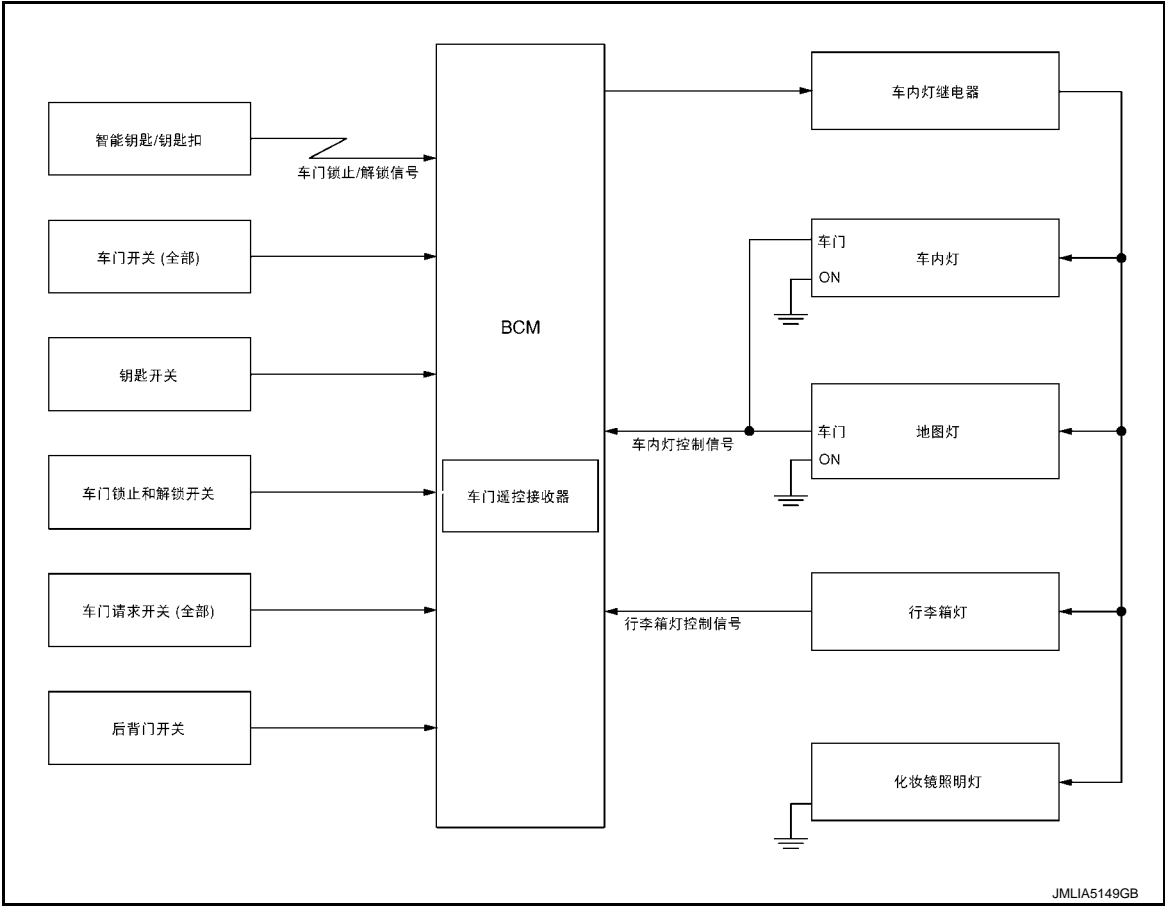 智能钥匙/钥匙扣
车门锁止/解锁信号
车门开关 (全部)
钥匙开关
车门锁止和解锁开关
车门请求开关 (全部)
后背门开关
BCM
车门遥控接收器
车内灯继电器
车门
车内灯
ON
车门
地图灯
ON
车内灯控制信号
行李箱灯
行李箱灯控制信号
化妆镜照明灯
JMLIA5149GB